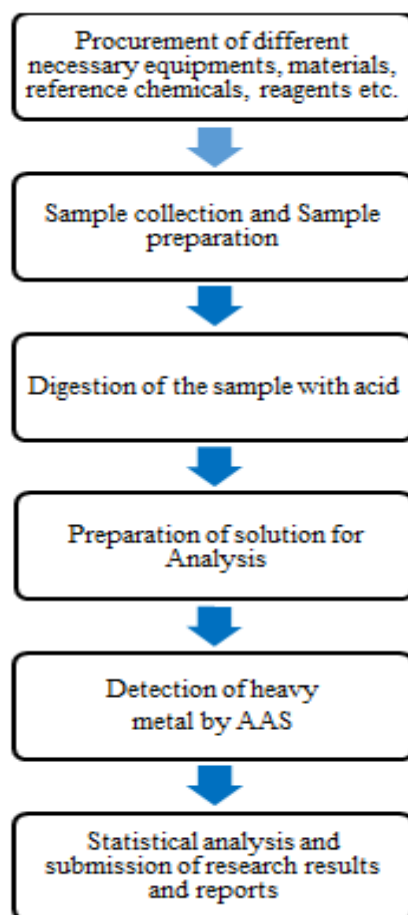 Procurement of different
necessary equipments, materials,
reference chemicals, reagents etc.
Sample collection and Sample
preparation
Digestion of the sample with acid
Preparation of solution for
Analysis
Detection of heavy
metal by AAS
Statistical analysis and
submission of research results
and reports